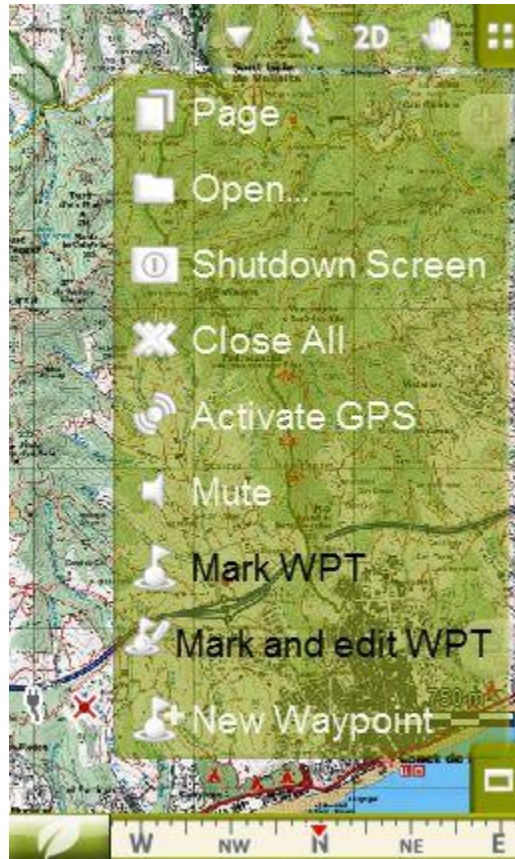 2D
Page
Open...
Shutdown Screen
Close All
Activate GPS
Mute
Mark WPT
Mark and edit WPT
New Waypoint
750 m
W NW N NE E